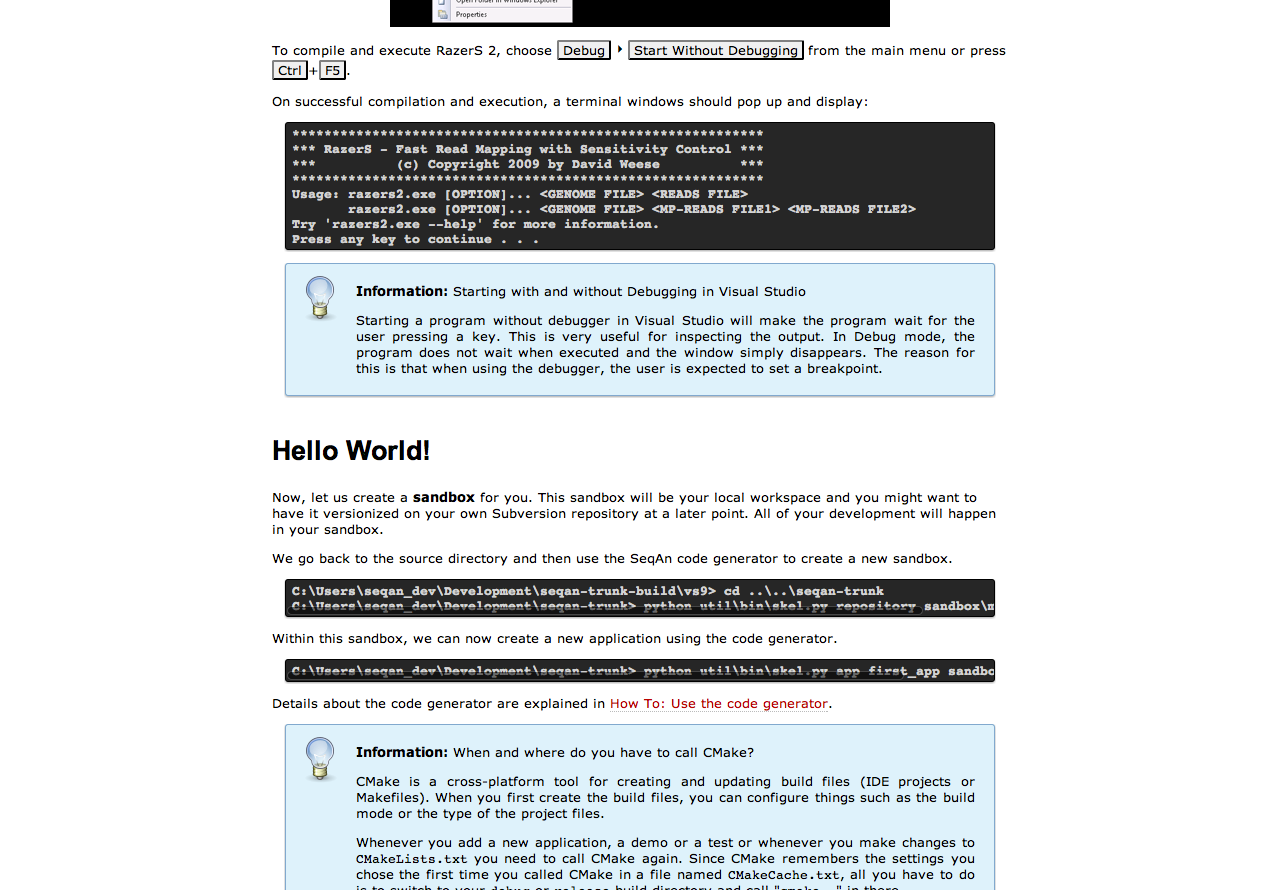 Open Folder in Windows Explorer
Properties
To compile and execute RazerS 2, choose Debug ‣ Start Without Debugging from the main menu or press
Ctrl+F5.
On successful compilation and execution, a terminal windows should pop up and display:
***********************************************************
*** RazerS - Fast Read Mapping with Sensitivity Control ***
***          (c) Copyright 2009 by David Weese          ***
***********************************************************
Usage: razers2.exe [OPTION]... <GENOME FILE> <READS FILE>
       razers2.exe [OPTION]... <GENOME FILE> <MP-READS FILE1> <MP-READS FILE2>
Try 'razers2.exe --help' for more information.
Press any key to continue . . .
Information: Starting with and without Debugging in Visual Studio
Starting a program without debugger in Visual Studio will make the program wait for the
user pressing a key. This is very useful for inspecting the output. In Debug mode, the
program does not wait when executed and the window simply disappears. The reason for
this is that when using the debugger, the user is expected to set a breakpoint.
Hello World!
Now, let us create a sandbox for you. This sandbox will be your local workspace and you might want to
have it versionized on your own Subversion repository at a later point. All of your development will happen
in your sandbox.
We go back to the source directory and then use the SeqAn code generator to create a new sandbox.
C:\Users\seqan_dev\Development\seqan-trunk-build\vs9> cd ..\..\seqan-trunk
C:\Users\seqan_dev\Development\seqan-trunk> python util\bin\skel.py repository sandbox\m
Within this sandbox, we can now create a new application using the code generator.
C:\Users\seqan_dev\Development\seqan-trunk> python util\bin\skel.py app first_app sandbo
Details about the code generator are explained in How To: Use the code generator.
Information: When and where do you have to call CMake?
CMake is a cross-platform tool for creating and updating build files (IDE projects or
Makefiles). When you first create the build files, you can configure things such as the build
mode or the type of the project files.
Whenever you add a new application, a demo or a test or whenever you make changes to
CMakeLists.txt you need to call CMake again. Since CMake remembers the settings you
chose the first time you called CMake in a file named CMakeCache.txt, all you have to do
is to switch to your debug or release build directory and call "cmake ." in there.